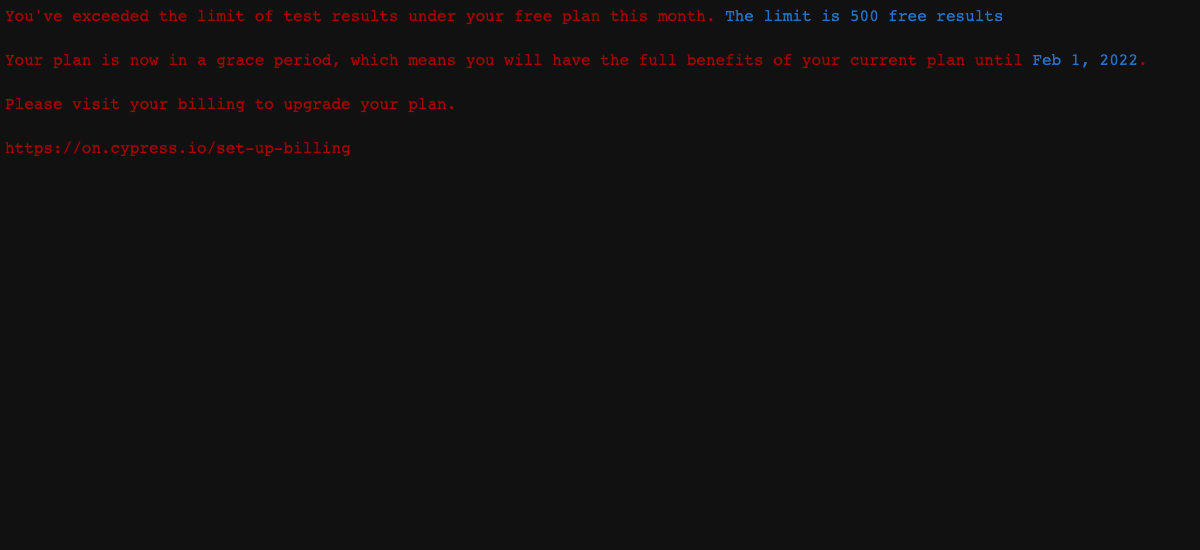 You've exceeded the limit of test results under your free plan this month. The limit is 500 free results
Your plan is now in a grace period, which means you will have the full benefits of your current plan until Feb 1, 2022.
Please visit your billing to upgrade your plan.
https://on.cypress.io/set-up-billing